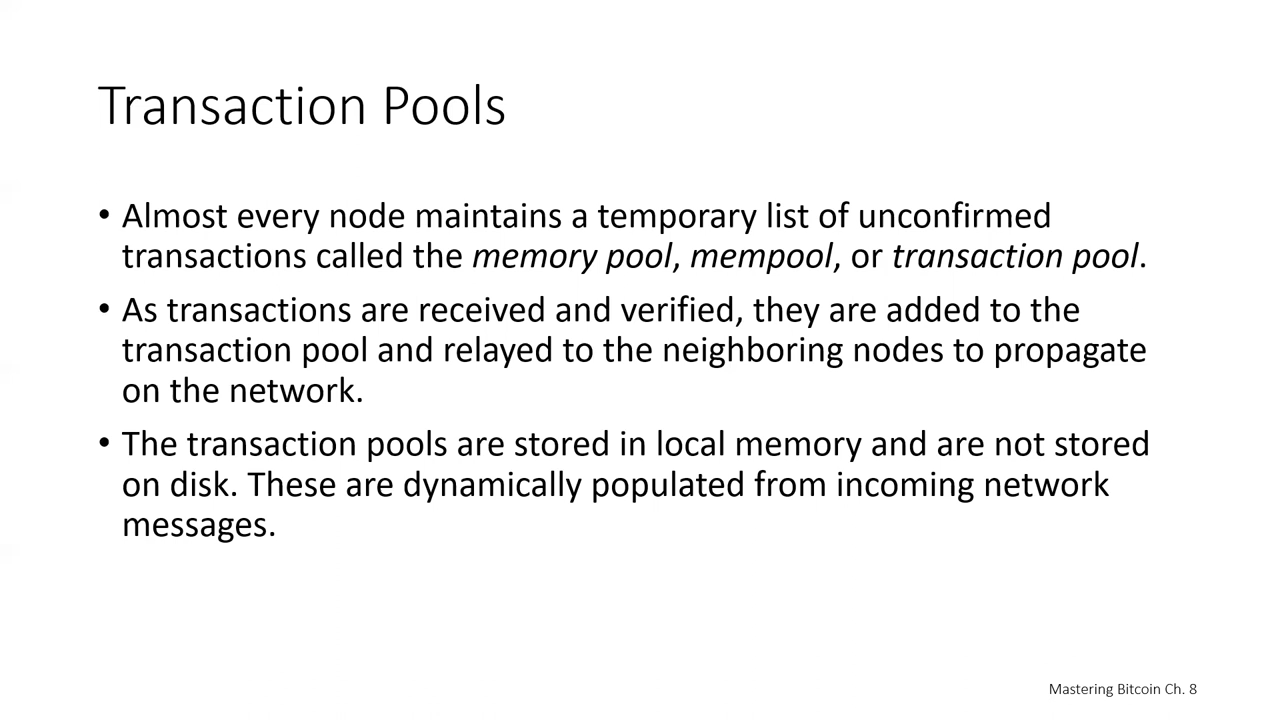 Transaction Pools
• Almost every node maintains a temporary list of unconfirmed
transactions called the memory pool, mempool, or transaction pool.
• As transactions are received and verified, they are added to the
transaction pool and relayed to the neighboring nodes to propagate
on the network.
• The transaction pools are stored in local memory and are not stored
on disk. These are dynamically populated from incoming network
messages.
Mastering Bitcoin Ch. 8